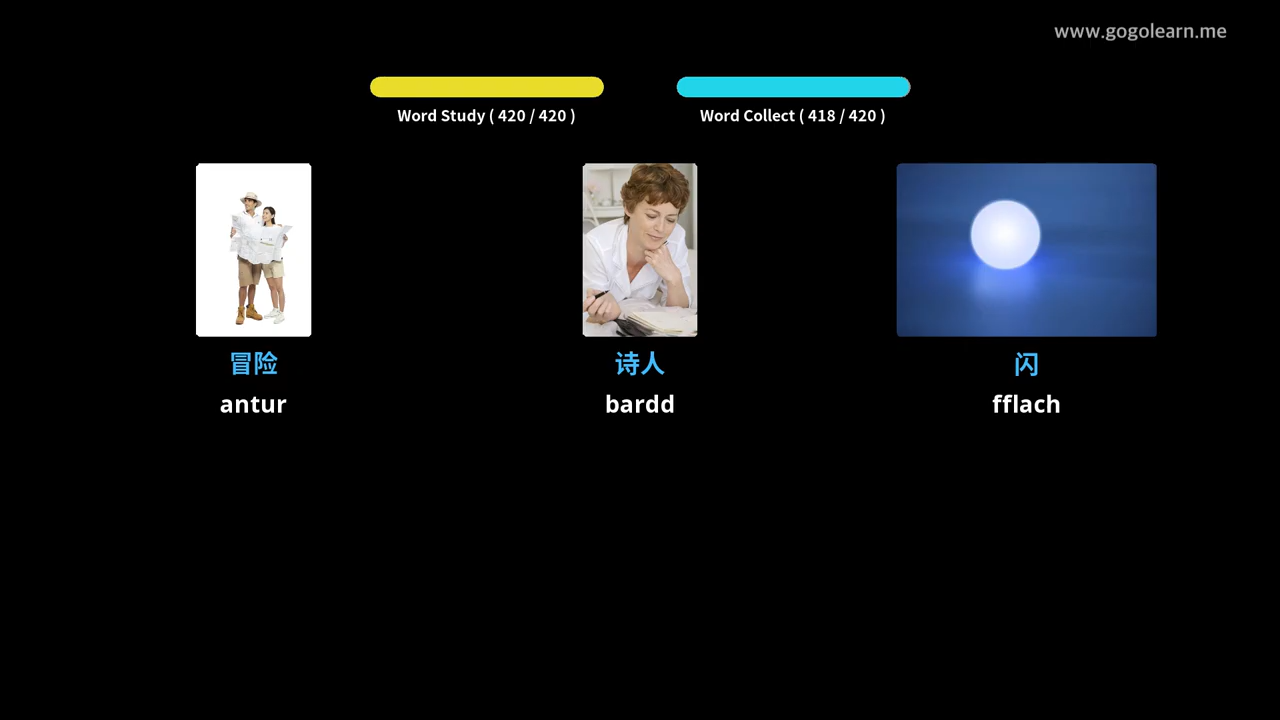 www.gogolearn.me
Word Study ( 420 / 420 )
Word Collect ( 418 / 420 )
冒险
诗人
闪
antur
bardd
fflach